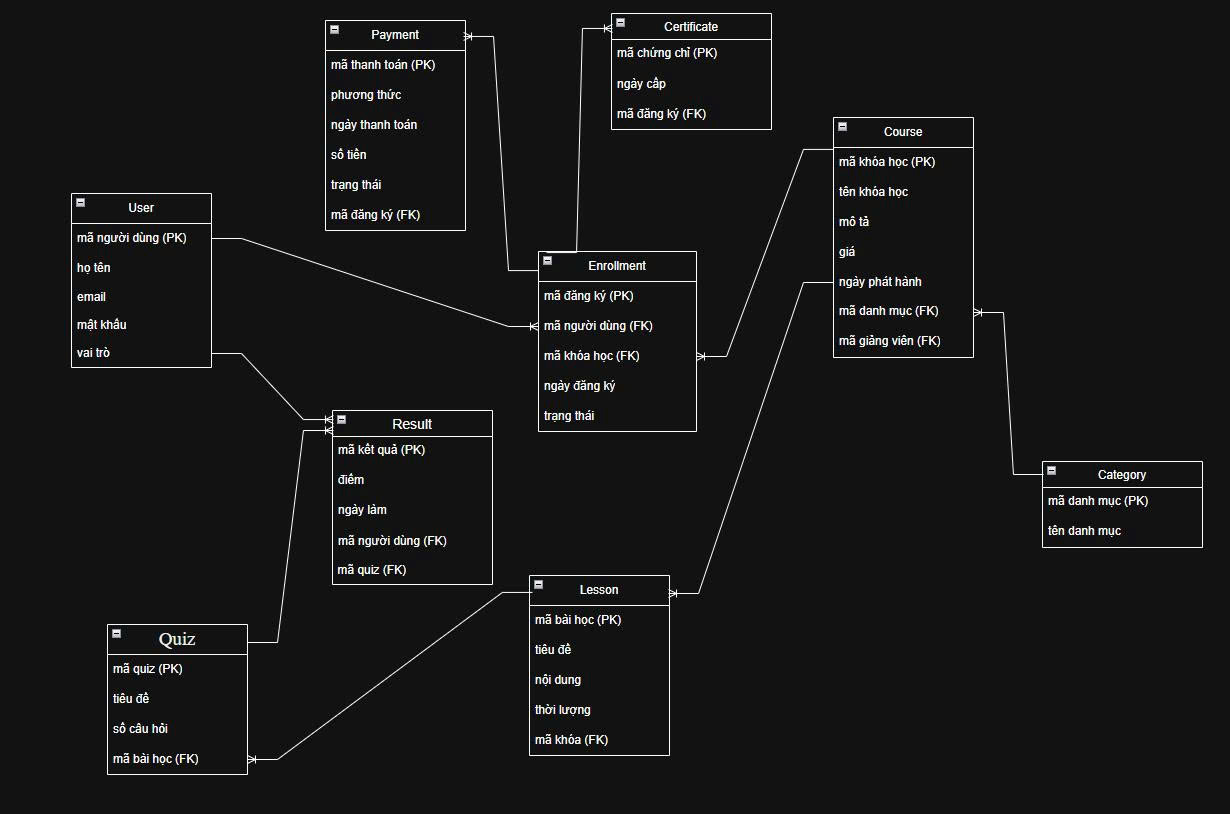 Payment
mã thanh toán (PK)
phương thức
ngày thanh toán
số tiền
trạng thái
mã đăng ký (FK)
Certificate
mã chứng chỉ (PK)
ngày cấp
mã đăng ký (FK)
Course
mã khóa học (PK)
tên khóa học
mô tả
giá
ngày phát hành
mã danh mục (FK)
mã giảng viên (FK)
User
mã người dùng (PK)
họ tên
email
mật khẩu
vai trò
Enrollment
mã đăng ký (PK)
mã người dùng (FK)
mã khóa học (FK)
ngày đăng ký
trạng thái
Result
mã kết quả (PK)
điểm
ngày làm
mã người dùng (FK)
mã quiz (FK)
Category
mã danh mục (PK)
tên danh mục
Lesson
mã bài học (PK)
tiêu đề
nội dung
thời lượng
mã khóa (FK)
Quiz
mã quiz (PK)
tiêu đề
số câu hỏi
mã bài học (FK)